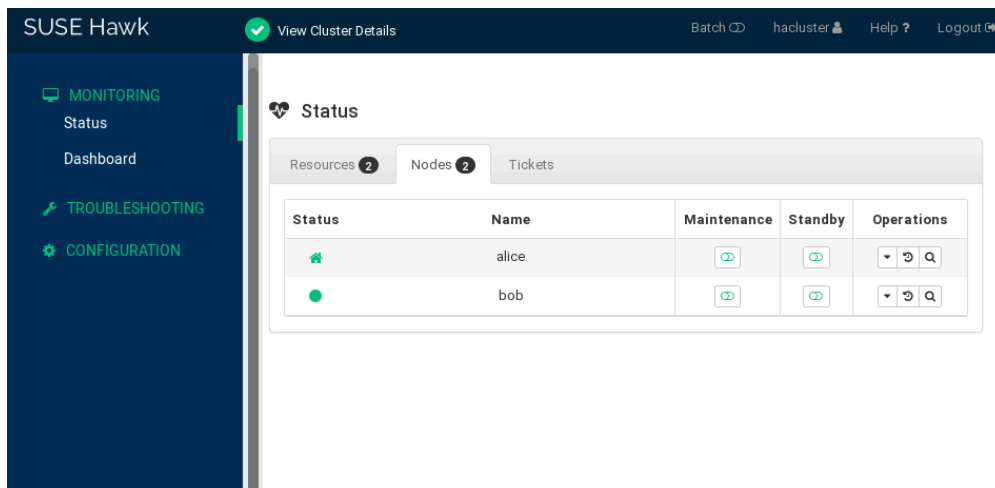 SUSE Hawk
View Cluster Details
Batch
hacluster
Help ?
Logout
MONITORING
Status
Dashboard
TROUBLESHOOTING
CONFIGURATION
Status
Resources 2
Nodes 2
Tickets
Status Name Maintenance Standby Operations
alice
bob